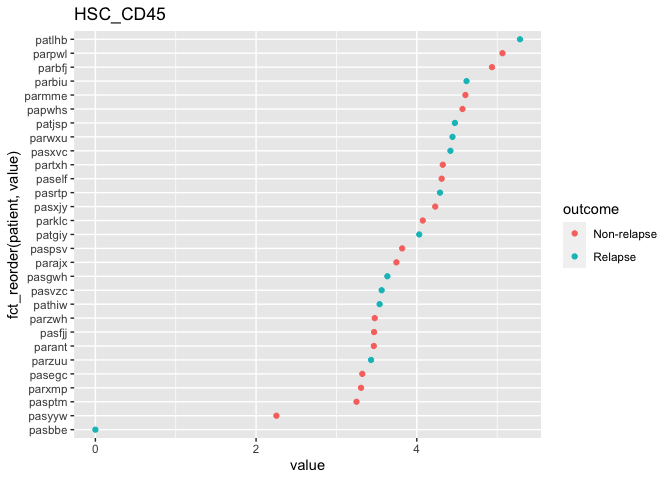 HSC_CD45
fct_reorder(patient, value)
patlhb
parpwl
parbfj
parbiu
parmme
papwhs
patjsp
parwxu
pasxvc
partxh
paself
pasrtp
pasxjy
parklc
patgiy
paspsv
parajx
pasgwh
pasvzc
pathiw
parzwh
pasfjj
parant
parzuu
pasegc
parxmp
pasptm
pasyyw
pasbbe
0 2 4
value
outcome
Non-relapse
Relapse